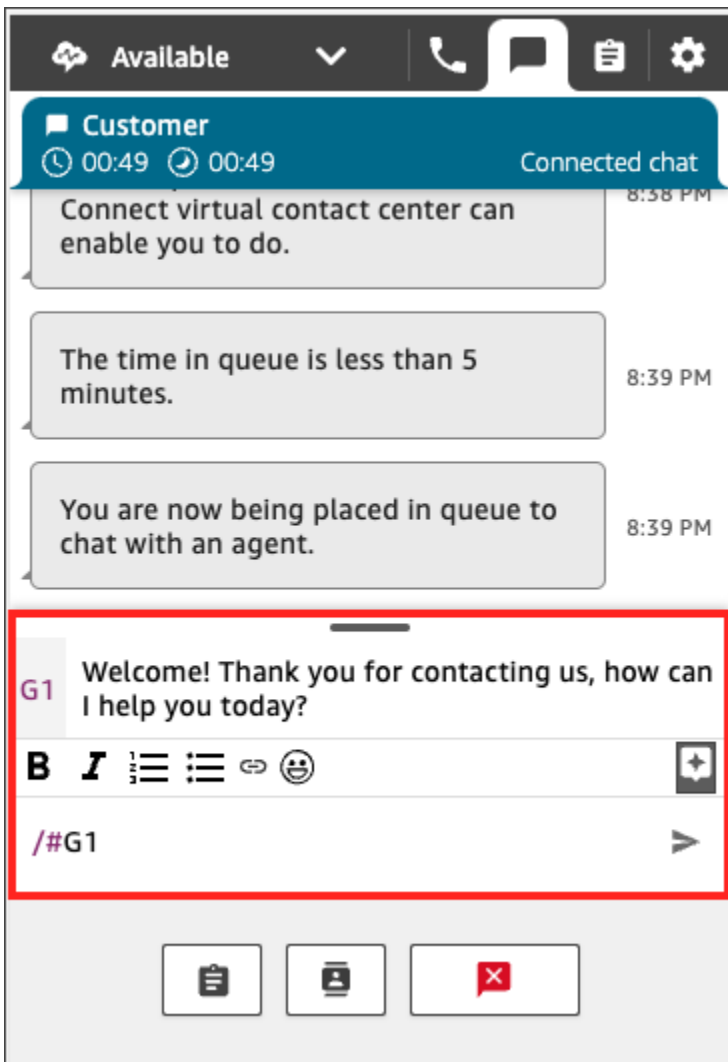 Available
Customer
00:49 00:49 Connected chat
8:38 PM
Connect virtual contact center can
enable you to do.
The time in queue is less than 5
minutes.
8:39 PM
You are now being placed in queue to
chat with an agent.
8:39 PM
G1 Welcome! Thank you for contacting us, how can
I help you today?
B I
/#G1